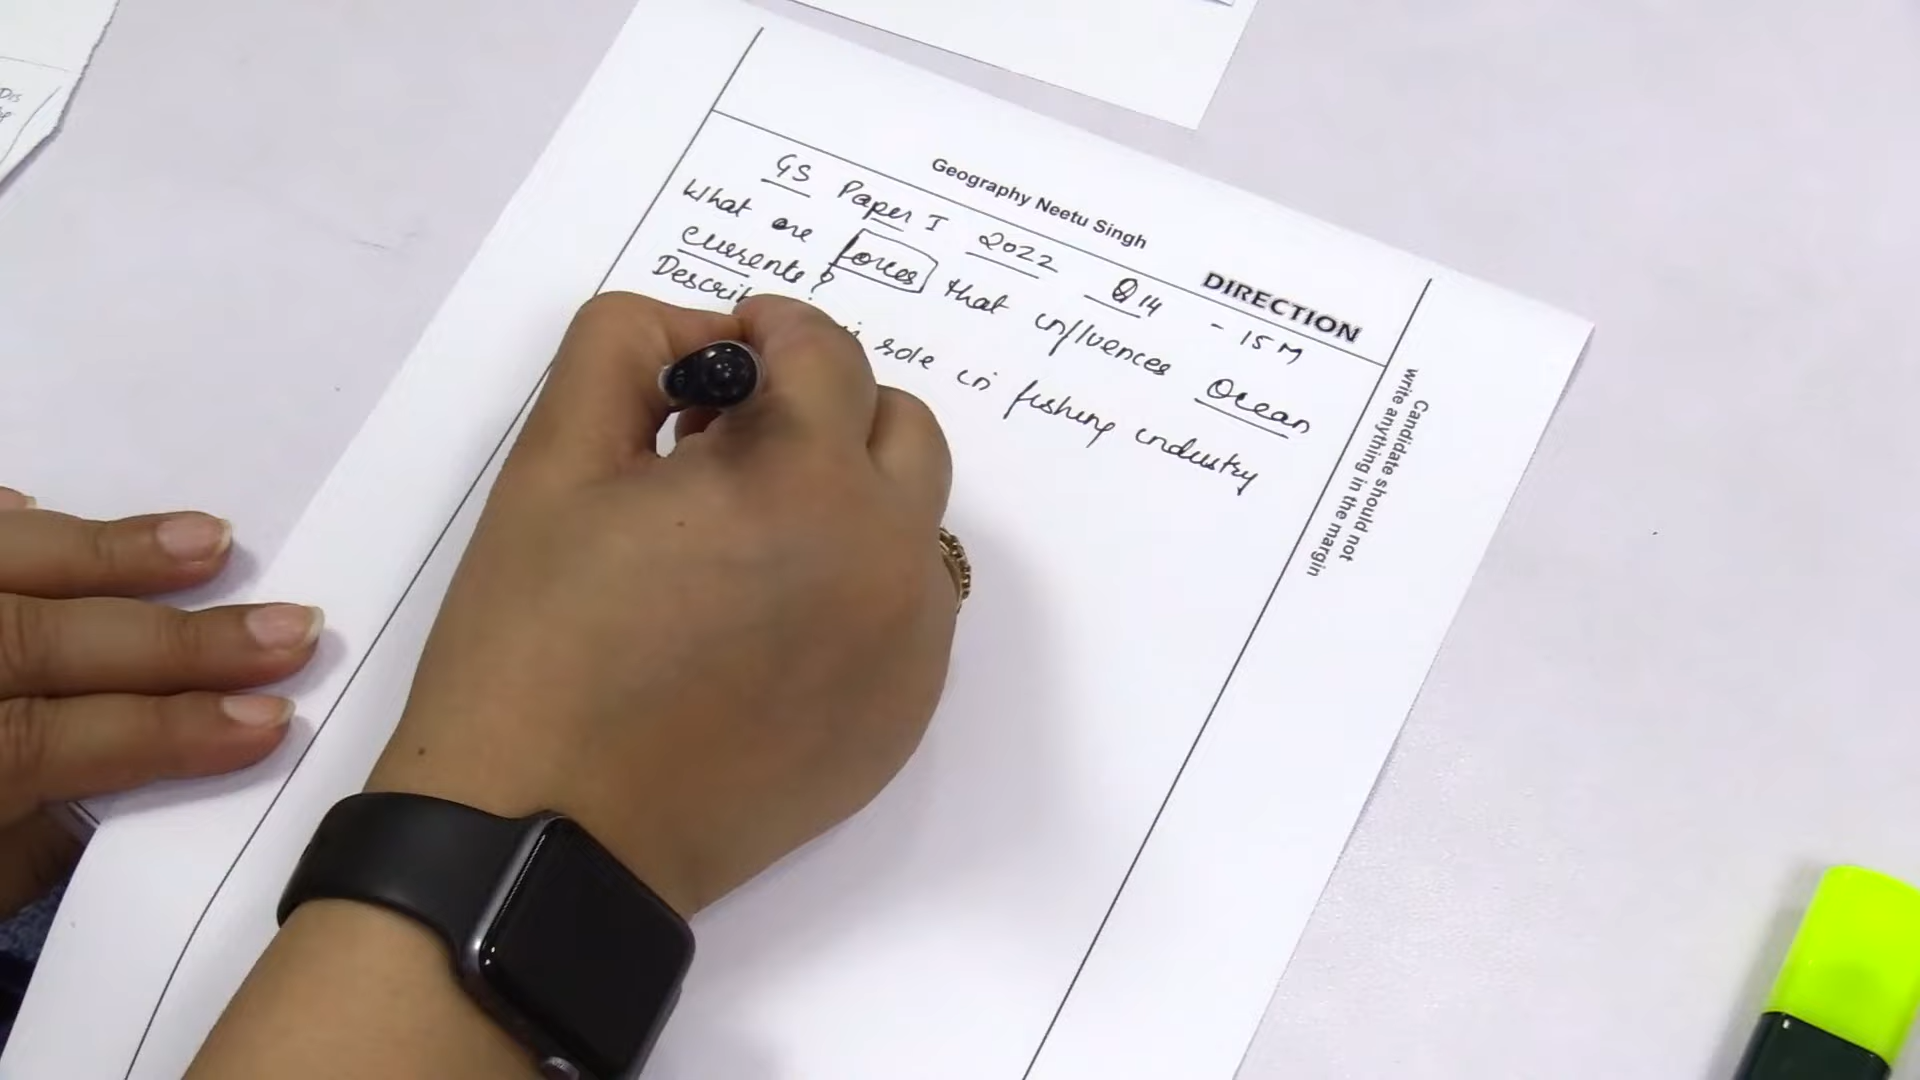 Geography Neetu Singh
DIRECTION
GS Paper I 2022 Q14 - 15M
What are forces that influences Ocean
currents?
role in fishing industry
Candidate should not
write anything in the margin